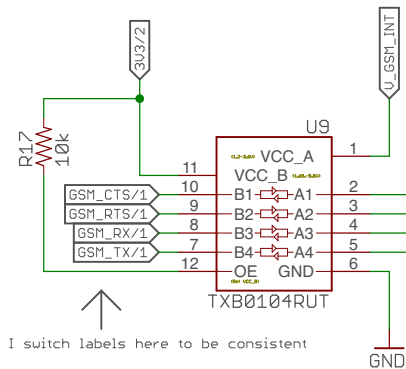 3V3/2
V_GSM_INT
R17
10k
U9
VCC_A
1
11
VCC_B
GSM_CTS/1
10
B1
A1
2
GSM_RTS/1
9
B2
A2
3
GSM_RX/1
8
B3
A3
4
GSM_TX/1
7
B4
A4
5
12
OE
GND
6
TXB0104RUT
I switch labels here to be consistent
GND